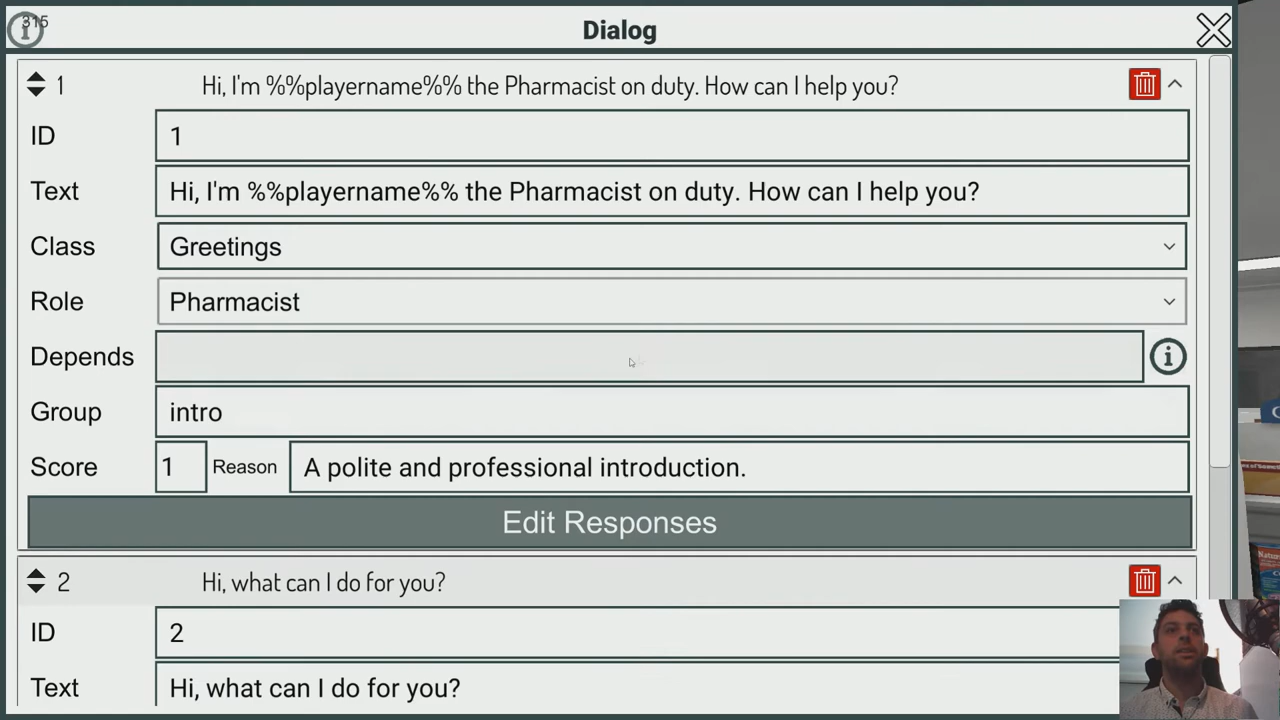 315
Dialog
1 Hi, I'm %%playername%% the Pharmacist on duty. How can I help you?
ID 1
Text Hi, I'm %%playername%% the Pharmacist on duty. How can I help you?
Class Greetings
Role Pharmacist
Depends
Group intro
Score 1 Reason A polite and professional introduction.
Edit Responses
2 Hi, what can I do for you?
ID 2
Text Hi, what can I do for you?